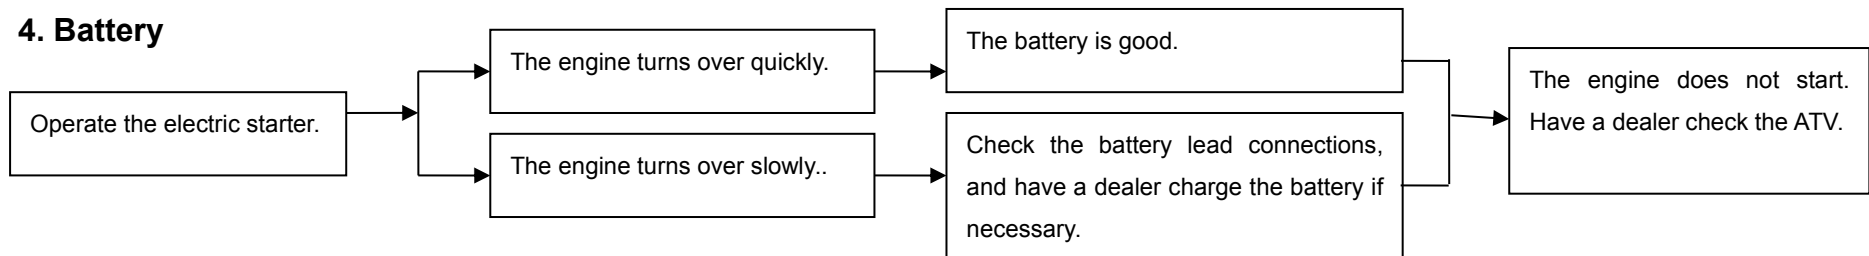 4. Battery
Operate the electric starter.
The engine turns over quickly.
The engine turns over slowly..
The battery is good.
Check the battery lead connections,
and have a dealer charge the battery if
necessary.
The engine does not start.
Have a dealer check the ATV.